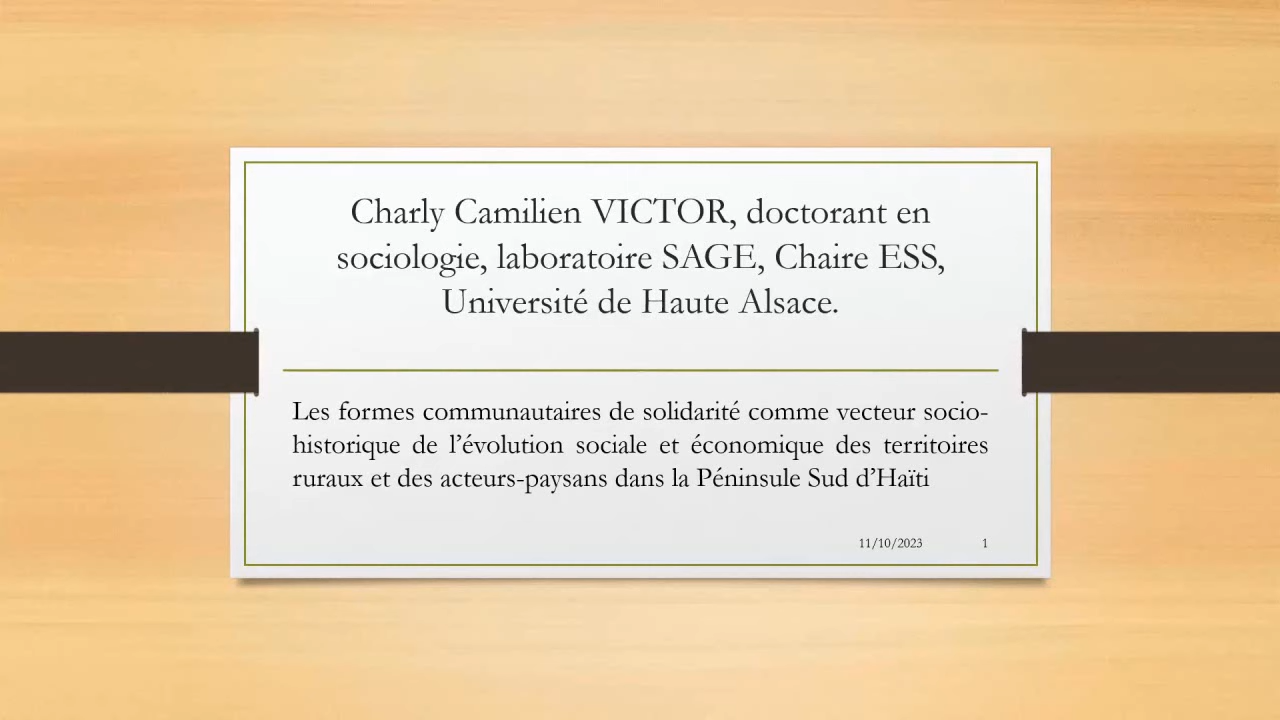 Charly Camilien VICTOR, doctorant en
sociologie, laboratoire SAGE, Chaire ESS,
Université de Haute Alsace.
Les formes communautaires de solidarité comme vecteur socio-
historique de l’évolution sociale et économique des territoires
ruraux et des acteurs-paysans dans la Péninsule Sud d’Haïti
11/10/2023 1